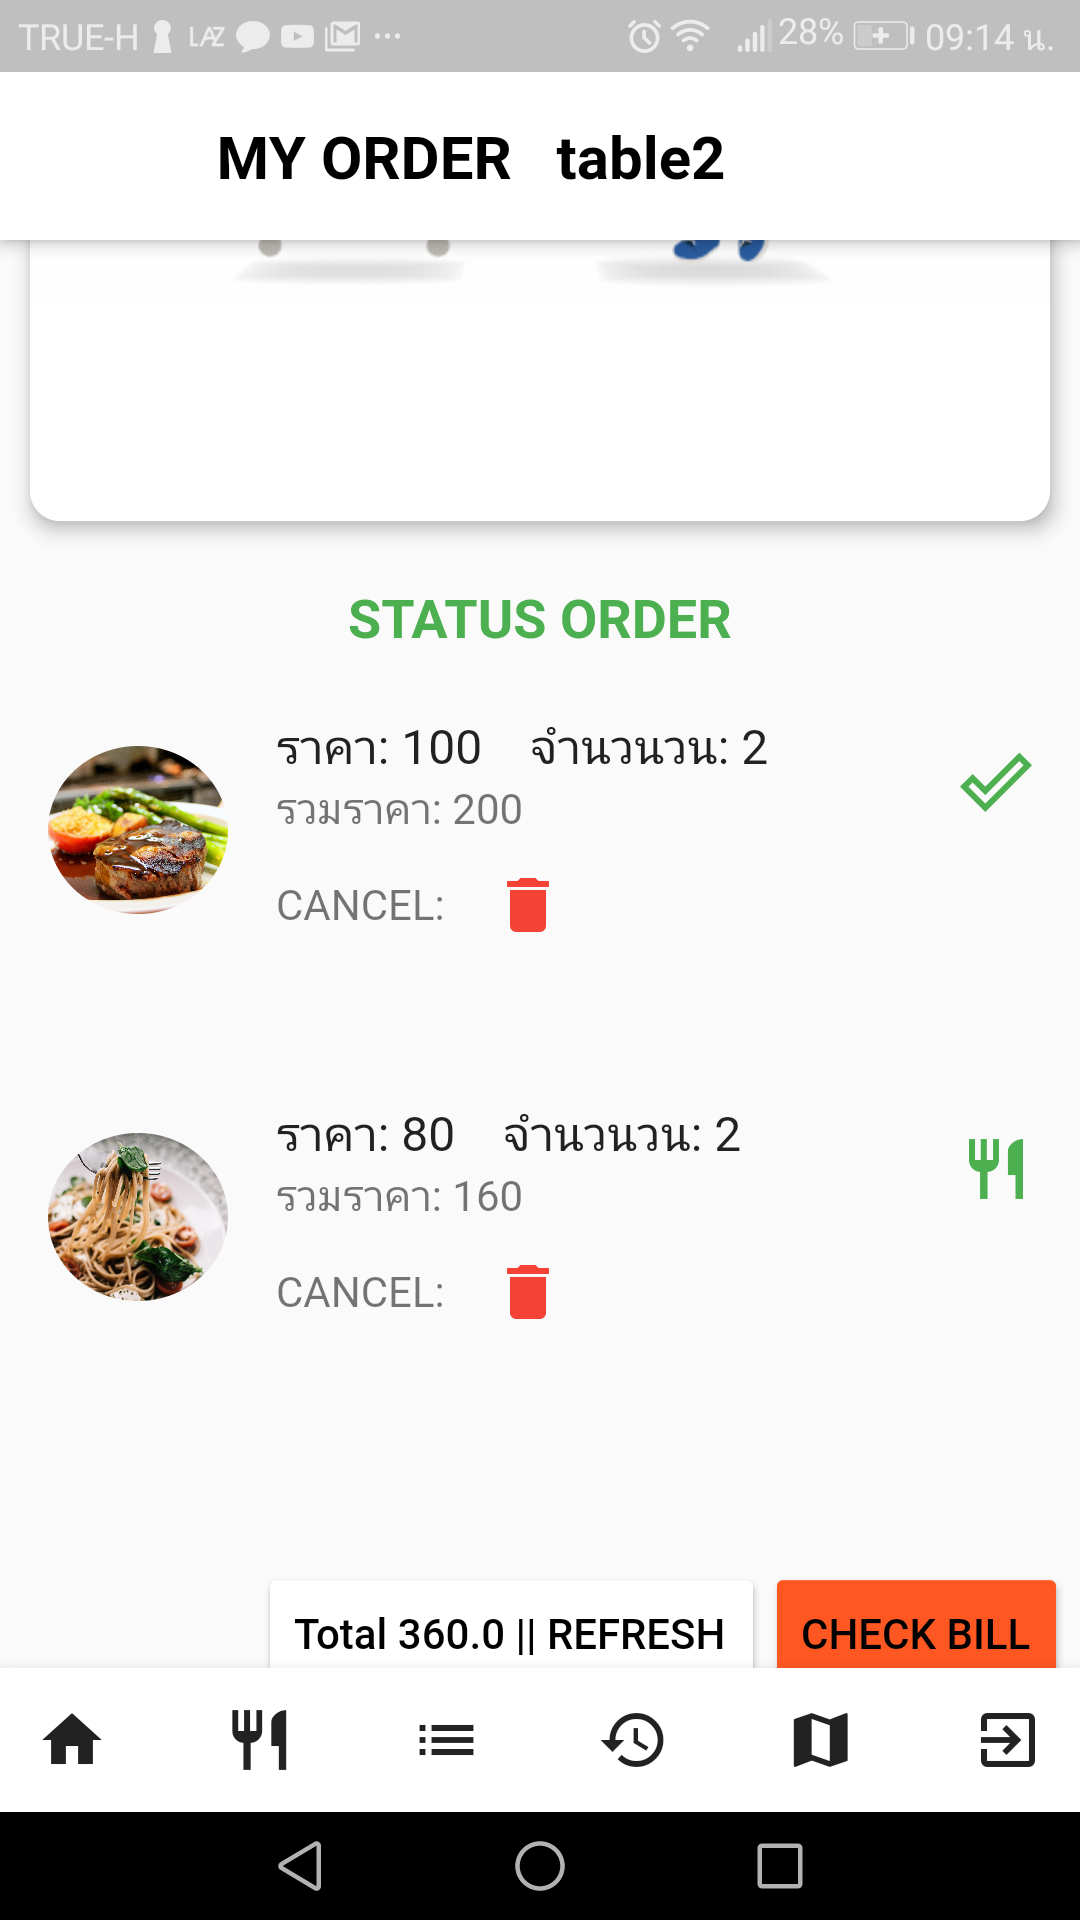 TRUE-H LAZ 28% 09:14 น.
MY ORDER table2
STATUS ORDER
ราคา: 100 จำนวนวน: 2
รวมราคา: 200
CANCEL:
ราคา: 80 จำนวนวน: 2
รวมราคา: 160
CANCEL:
Total 360.0 || REFRESH
CHECK BILL